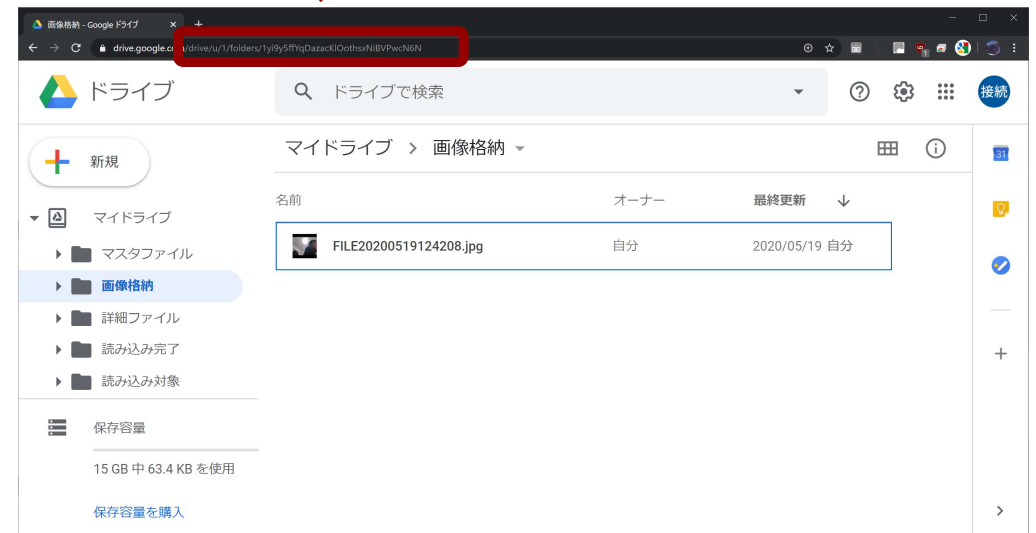 画像格納 - Google ドライブ
drive.google.com/drive/u/1/folders/1yi9y5ffYqDazacKlOothsxNiBVPwcN6N
ドライブ
ドライブで検索
接続
新規
マイドライブ > 画像格納
31
名前 オーナー 最終更新
マイドライブ
FILE20200519124208.jpg 自分 2020/05/19 自分
マスタファイル
画像格納
詳細ファイル
読み込み完了
読み込み対象
保存容量
15 GB 中 63.4 KB を使用
保存容量を購入